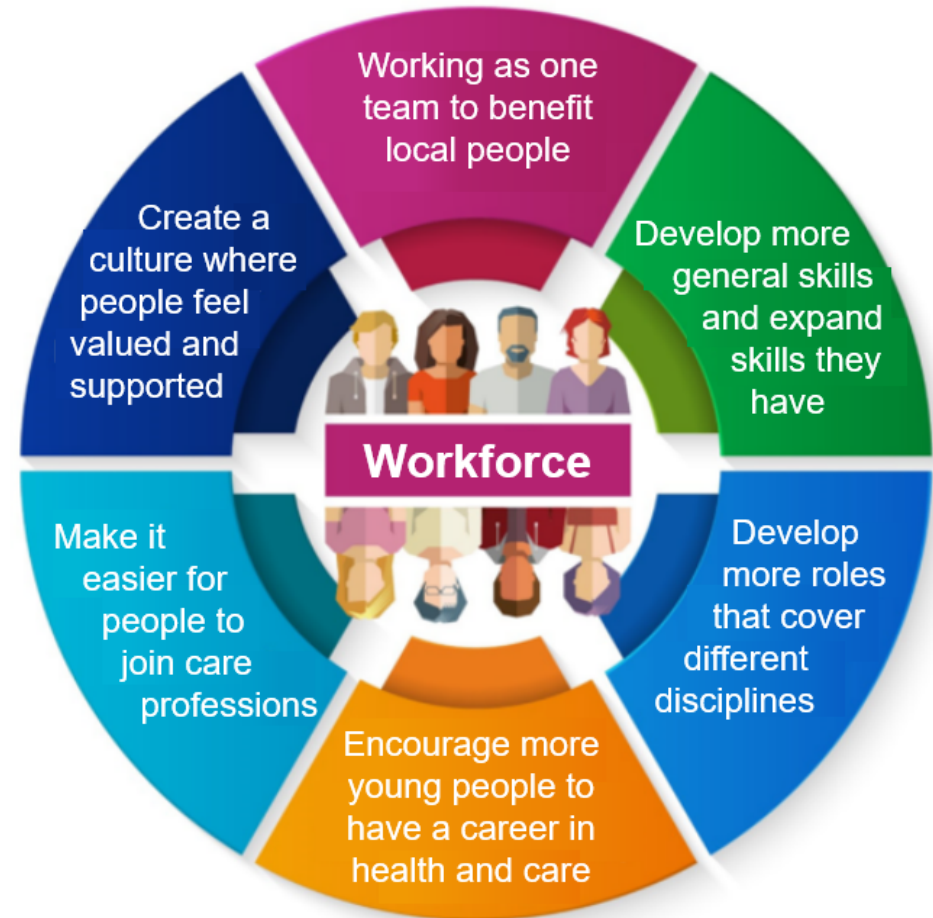 Working as one
team to benefit
local people
Develop more
general skills
and expand
skills they
have
Develop
more roles
that cover
different
disciplines
Encourage more
young people to
have a career in
health and care
Make it
easier for
people to
join care
professions
Create a
culture where
people feel
valued and
supported
Workforce